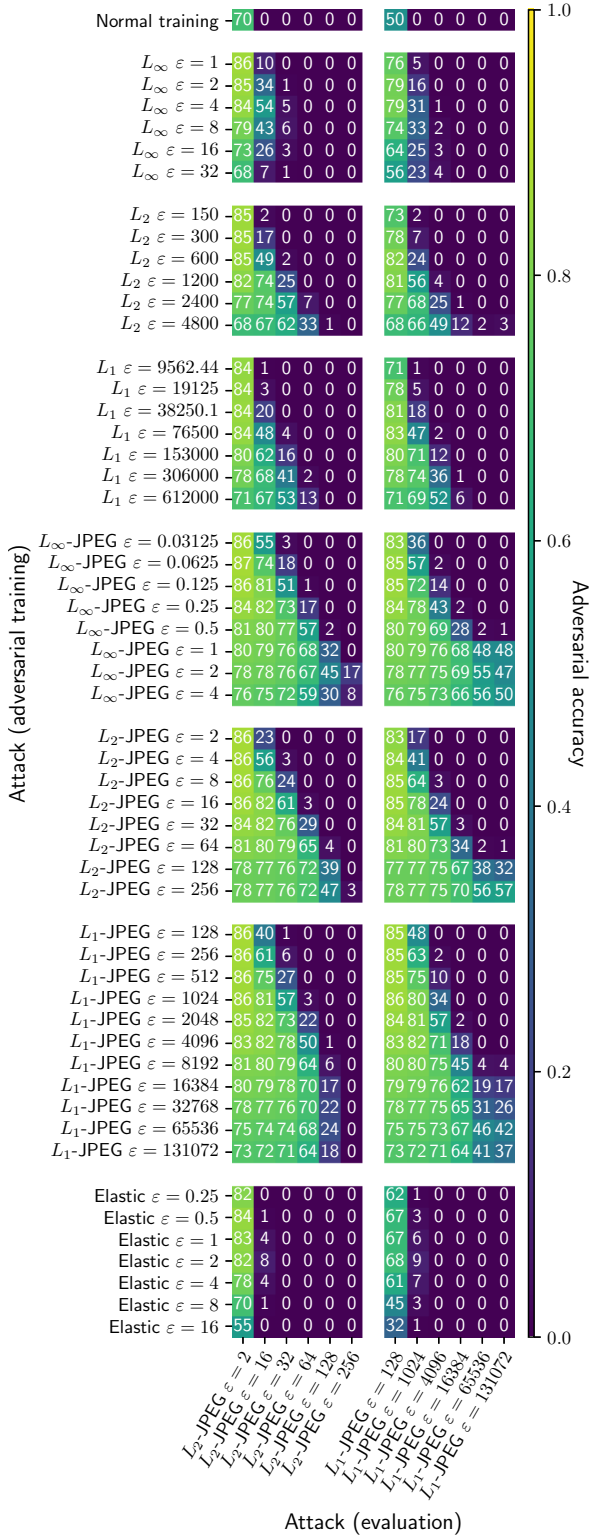 Normal training 70 0 0 0 0 0 50 0 0 0 0 0
L∞ ε = 1 86 10 0 0 0 0 76 5 0 0 0 0
L∞ ε = 2 85 34 1 0 0 0 79 16 0 0 0 0
L∞ ε = 4 84 54 5 0 0 0 79 31 1 0 0 0
L∞ ε = 8 79 43 6 0 0 0 74 33 2 0 0 0
L∞ ε = 16 73 26 3 0 0 0 64 25 3 0 0 0
L∞ ε = 32 68 7 1 0 0 0 56 23 4 0 0 0
L2 ε = 150 85 2 0 0 0 0 73 2 0 0 0 0
L2 ε = 300 85 17 0 0 0 0 78 7 0 0 0 0
L2 ε = 600 85 49 2 0 0 0 82 24 0 0 0 0
L2 ε = 1200 82 74 25 0 0 0 81 56 4 0 0 0
L2 ε = 2400 77 74 57 7 0 0 77 68 25 1 0 0
L2 ε = 4800 68 67 62 33 1 0 68 66 49 12 2 3
L1 ε = 9562.44 84 1 0 0 0 0 71 1 0 0 0 0
L1 ε = 19125 84 3 0 0 0 0 78 5 0 0 0 0
L1 ε = 38250.1 84 20 0 0 0 0 81 18 0 0 0 0
L1 ε = 76500 84 48 4 0 0 0 83 47 2 0 0 0
L1 ε = 153000 80 62 16 0 0 0 80 71 12 0 0 0
L1 ε = 306000 78 68 41 2 0 0 78 74 36 1 0 0
L1 ε = 612000 71 67 53 13 0 0 71 69 52 6 0 0
L∞-JPEG ε = 0.03125 86 55 3 0 0 0 83 36 0 0 0 0
L∞-JPEG ε = 0.0625 87 74 18 0 0 0 85 57 2 0 0 0
L∞-JPEG ε = 0.125 86 81 51 1 0 0 85 72 14 0 0 0
L∞-JPEG ε = 0.25 84 82 73 17 0 0 84 78 43 2 0 0
L∞-JPEG ε = 0.5 81 80 77 57 2 0 80 79 69 28 2 1
L∞-JPEG ε = 1 80 79 76 68 32 0 80 79 76 68 48 48
L∞-JPEG ε = 2 78 78 76 67 45 17 78 76 75 69 55 47
L∞-JPEG ε = 4 76 75 72 59 30 8 76 75 73 66 56 50
L2-JPEG ε = 2 86 23 0 0 0 0 83 17 0 0 0 0
L2-JPEG ε = 4 86 56 3 0 0 0 84 41 0 0 0 0
L2-JPEG ε = 8 86 76 24 0 0 0 85 64 3 0 0 0
L2-JPEG ε = 16 86 82 61 3 0 0 85 78 24 0 0 0
L2-JPEG ε = 32 84 82 76 29 0 0 84 81 57 3 0 0
L2-JPEG ε = 64 81 80 79 65 4 0 81 80 73 34 2 1
L2-JPEG ε = 128 78 77 76 72 39 0 77 77 75 67 38 32
L2-JPEG ε = 256 78 77 76 72 47 3 78 77 75 70 56 57
L1-JPEG ε = 128 86 40 1 0 0 0 85 48 0 0 0 0
L1-JPEG ε = 256 86 61 6 0 0 0 85 63 2 0 0 0
L1-JPEG ε = 512 86 75 27 0 0 0 85 75 10 0 0 0
L1-JPEG ε = 1024 86 81 57 3 0 0 86 80 34 0 0 0
L1-JPEG ε = 2048 85 82 73 22 0 0 84 81 57 2 0 0
L1-JPEG ε = 4096 83 82 78 50 1 0 83 82 71 18 0 0
L1-JPEG ε = 8192 81 80 79 64 6 0 80 80 75 45 4 4
L1-JPEG ε = 16384 80 79 78 70 17 0 79 79 76 62 19 17
L1-JPEG ε = 32768 78 77 76 70 22 0 78 77 75 65 31 26
L1-JPEG ε = 65536 75 74 74 68 24 0 75 75 73 67 46 42
L1-JPEG ε = 131072 73 72 71 64 18 0 73 72 71 64 41 37
Elastic ε = 0.25 82 0 0 0 0 0 62 1 0 0 0 0
Elastic ε = 0.5 84 1 0 0 0 0 67 3 0 0 0 0
Elastic ε = 1 83 4 0 0 0 0 67 6 0 0 0 0
Elastic ε = 2 82 8 0 0 0 0 68 9 0 0 0 0
Elastic ε = 4 78 4 0 0 0 0 61 7 0 0 0 0
Elastic ε = 8 70 1 0 0 0 0 45 3 0 0 0 0
Elastic ε = 16 55 0 0 0 0 0 32 1 0 0 0 0
L2-JPEG ε = 2
L2-JPEG ε = 16
L2-JPEG ε = 32
L2-JPEG ε = 64
L2-JPEG ε = 128
L2-JPEG ε = 256
L1-JPEG ε = 128
L1-JPEG ε = 1024
L1-JPEG ε = 4096
L1-JPEG ε = 16384
L1-JPEG ε = 65536
L1-JPEG ε = 131072
Attack (evaluation)
Attack (adversarial training)
1.0
0.8
0.6
0.4
0.2
0.0
Adversarial accuracy